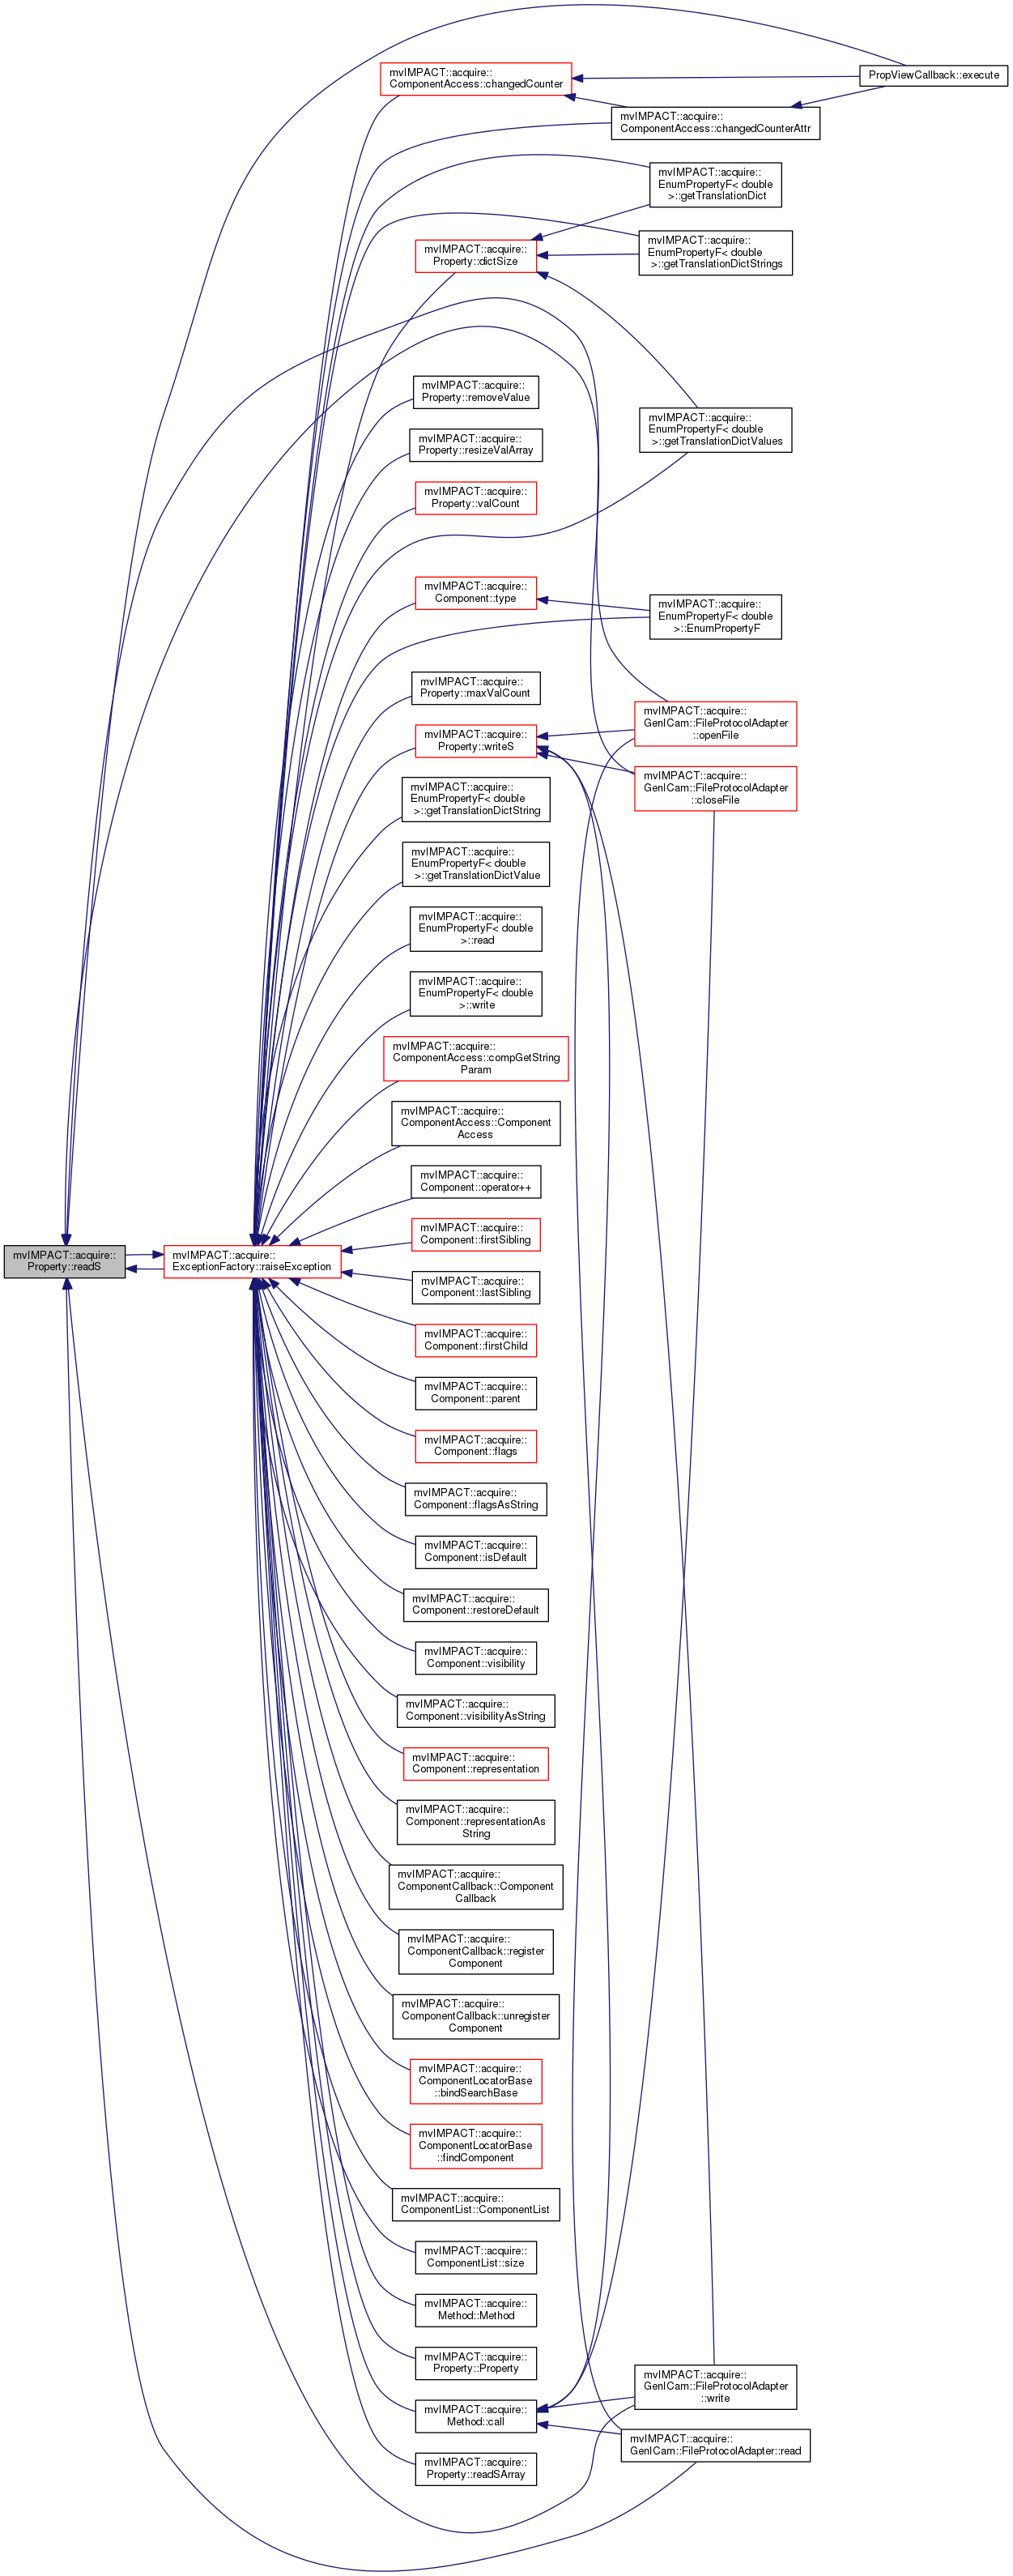 PropViewCallback::execute
mvIMPACT::acquire::
ComponentAccess::changedCounter
mvIMPACT::acquire::
ComponentAccess::changedCounterAttr
mvIMPACT::acquire::
EnumPropertyF< double
>::getTranslationDict
mvIMPACT::acquire::
EnumPropertyF< double
>::getTranslationDictStrings
mvIMPACT::acquire::
Property::dictSize
mvIMPACT::acquire::
Property::removeValue
mvIMPACT::acquire::
EnumPropertyF< double
>::getTranslationDictValues
mvIMPACT::acquire::
Property::resizeValArray
mvIMPACT::acquire::
Property::valCount
mvIMPACT::acquire::
Component::type
mvIMPACT::acquire::
EnumPropertyF< double
>::EnumPropertyF
mvIMPACT::acquire::
Property::maxValCount
mvIMPACT::acquire::
GenICam::FileProtocolAdapter
::openFile
mvIMPACT::acquire::
Property::writeS
mvIMPACT::acquire::
GenICam::FileProtocolAdapter
::closeFile
mvIMPACT::acquire::
EnumPropertyF< double
>::getTranslationDictString
mvIMPACT::acquire::
EnumPropertyF< double
>::getTranslationDictValue
mvIMPACT::acquire::
EnumPropertyF< double
>::read
mvIMPACT::acquire::
EnumPropertyF< double
>::write
mvIMPACT::acquire::
ComponentAccess::compGetString
Param
mvIMPACT::acquire::
ComponentAccess::Component
Access
mvIMPACT::acquire::
Component::operator++
mvIMPACT::acquire::
Component::firstSibling
mvIMPACT::acquire::
Property::readS
mvIMPACT::acquire::
ExceptionFactory::raiseException
mvIMPACT::acquire::
Component::lastSibling
mvIMPACT::acquire::
Component::firstChild
mvIMPACT::acquire::
Component::parent
mvIMPACT::acquire::
Component::flags
mvIMPACT::acquire::
Component::flagsAsString
mvIMPACT::acquire::
Component::isDefault
mvIMPACT::acquire::
Component::restoreDefault
mvIMPACT::acquire::
Component::visibility
mvIMPACT::acquire::
Component::visibilityAsString
mvIMPACT::acquire::
Component::representation
mvIMPACT::acquire::
Component::representationAs
String
mvIMPACT::acquire::
ComponentCallback::Component
Callback
mvIMPACT::acquire::
ComponentCallback::register
Component
mvIMPACT::acquire::
ComponentCallback::unregister
Component
mvIMPACT::acquire::
ComponentLocatorBase
::bindSearchBase
mvIMPACT::acquire::
ComponentLocatorBase
::findComponent
mvIMPACT::acquire::
ComponentList::ComponentList
mvIMPACT::acquire::
ComponentList::size
mvIMPACT::acquire::
Method::Method
mvIMPACT::acquire::
Property::Property
mvIMPACT::acquire::
GenICam::FileProtocolAdapter
::write
mvIMPACT::acquire::
Method::call
mvIMPACT::acquire::
GenICam::FileProtocolAdapter::read
mvIMPACT::acquire::
Property::readSArray